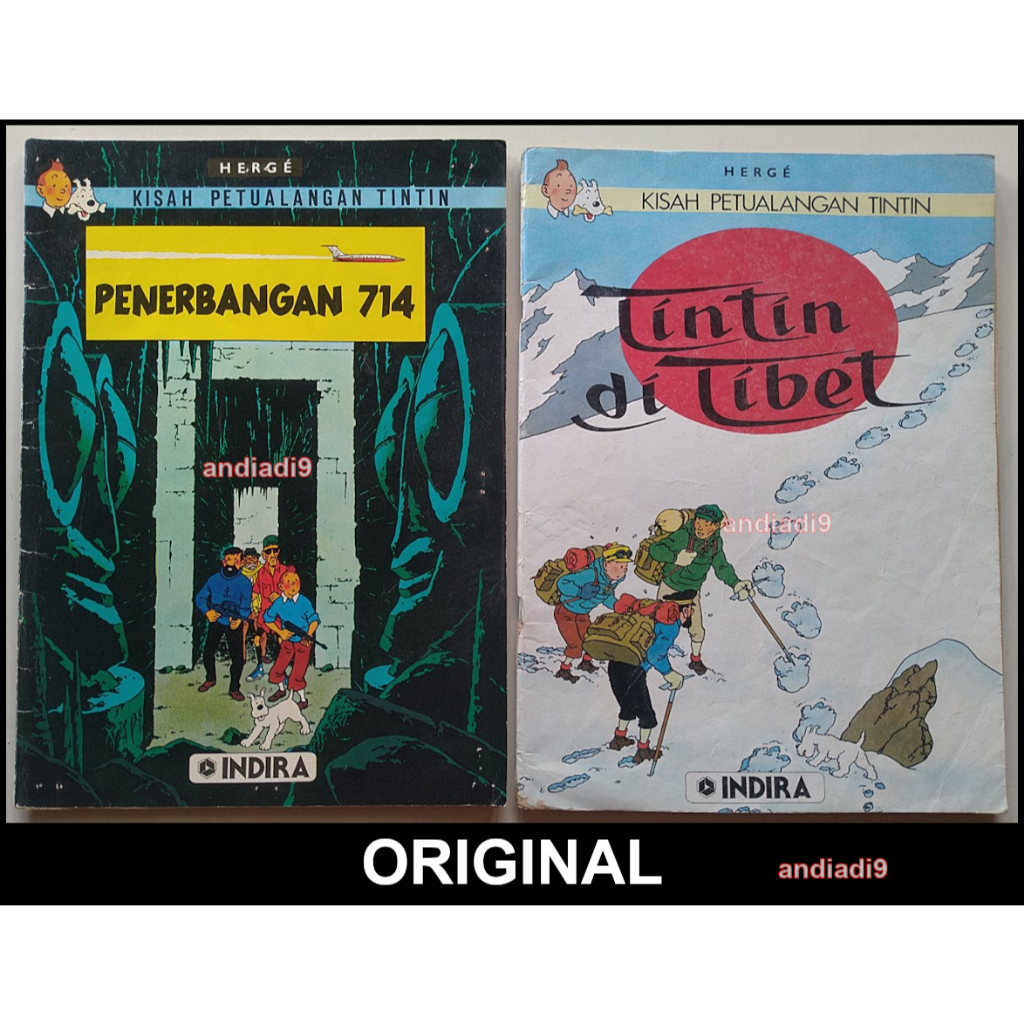 HERGÉ
KISAH PETUALANGAN TINTIN
PENERBANGAN 714
andiadi9
INDIRA
HERGÉ
KISAH PETUALANGAN TINTIN
Tintin
di Tibet
andiadi9
INDIRA
ORIGINAL
andiadi9